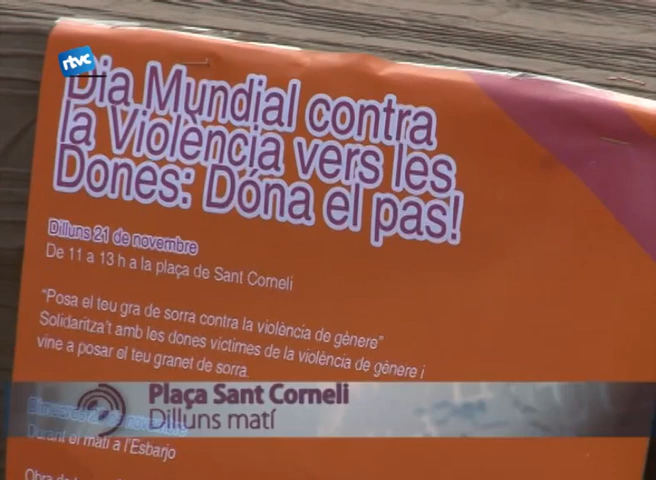 rtvc
Dia Mundial contra
la Violència vers les
Dones: Dóna el pas!
Dilluns 21 de novembre
De 11 a 13 h a la plaça de Sant Corneli
"Posa el teu gra de sorra contra la violència de gènere"
Solidaritza't amb les dones víctimes de la violència de gènere i
vine a posar el teu granet de sorra.
Plaça Sant Corneli
Dilluns matí
Durant el matí a l'Esbarjo
Obra de